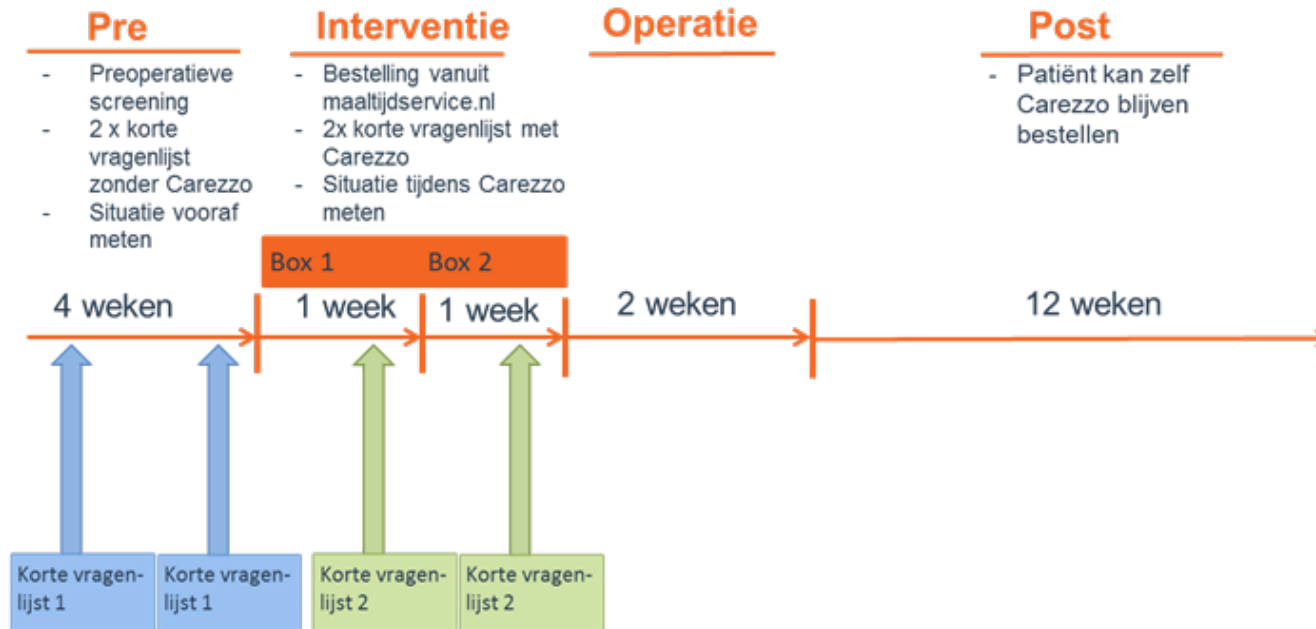 Pre
- Preoperatieve
screening
- 2 x korte
vragenlijst
zonder Carezzo
- Situatie vooraf
meten
Interventie
- Bestelling vanuit
maaltijdservice.nl
- 2x korte vragenlijst met
Carezzo
- Situatie tijdens Carezzo
meten
Operatie
Post
- Patiënt kan zelf
Carezzo blijven
bestellen
Box 1
Box 2
4 weken
1 week
1 week
2 weken
12 weken
Korte vragen-
lijst 1
Korte vragen-
lijst 1
Korte vragen-
lijst 2
Korte vragen-
lijst 2